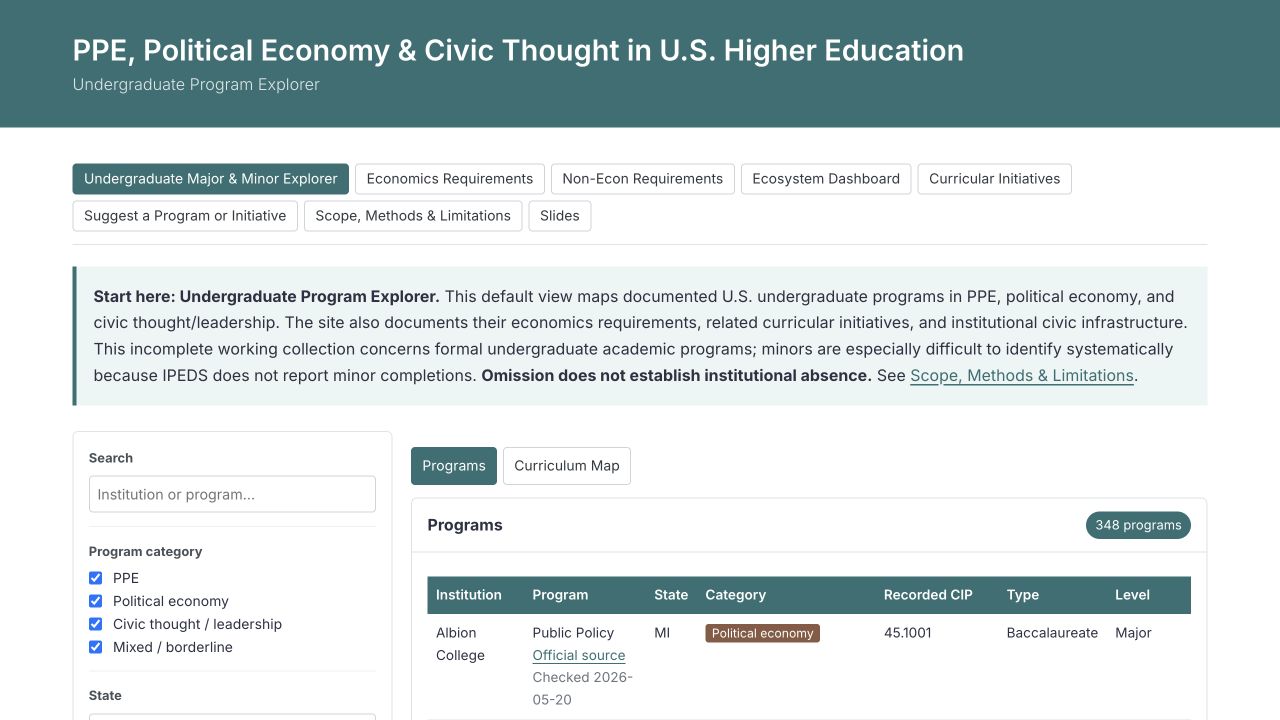 PPE, Political Economy & Civic Thought in U.S. Higher Education
Undergraduate Program Explorer
Undergraduate Major & Minor Explorer
Economics Requirements
Non-Econ Requirements
Ecosystem Dashboard
Curricular Initiatives
Suggest a Program or Initiative
Scope, Methods & Limitations
Slides
Start here: Undergraduate Program Explorer. This default view maps documented U.S. undergraduate programs in PPE, political economy, and
civic thought/leadership. The site also documents their economics requirements, related curricular initiatives, and institutional civic infrastructure.
This incomplete working collection concerns formal undergraduate academic programs; minors are especially difficult to identify systematically
because IPEDS does not report minor completions. Omission does not establish institutional absence. See Scope, Methods & Limitations.
Search
Institution or program...
Program category
PPE
Political economy
Civic thought / leadership
Mixed / borderline
State
Programs
Curriculum Map
Programs
348 programs
Institution Program State Category Recorded CIP Type Level
Albion College
Public Policy
Official source
Checked 2026-
05-20
MI
Political economy
45.1001
Baccalaureate
Major